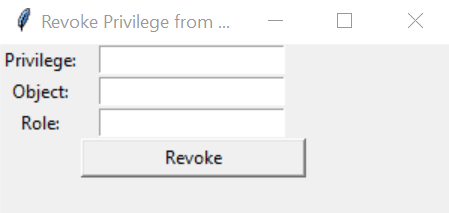 Revoke Privilege from ...
Privilege:
Object:
Role:
Revoke